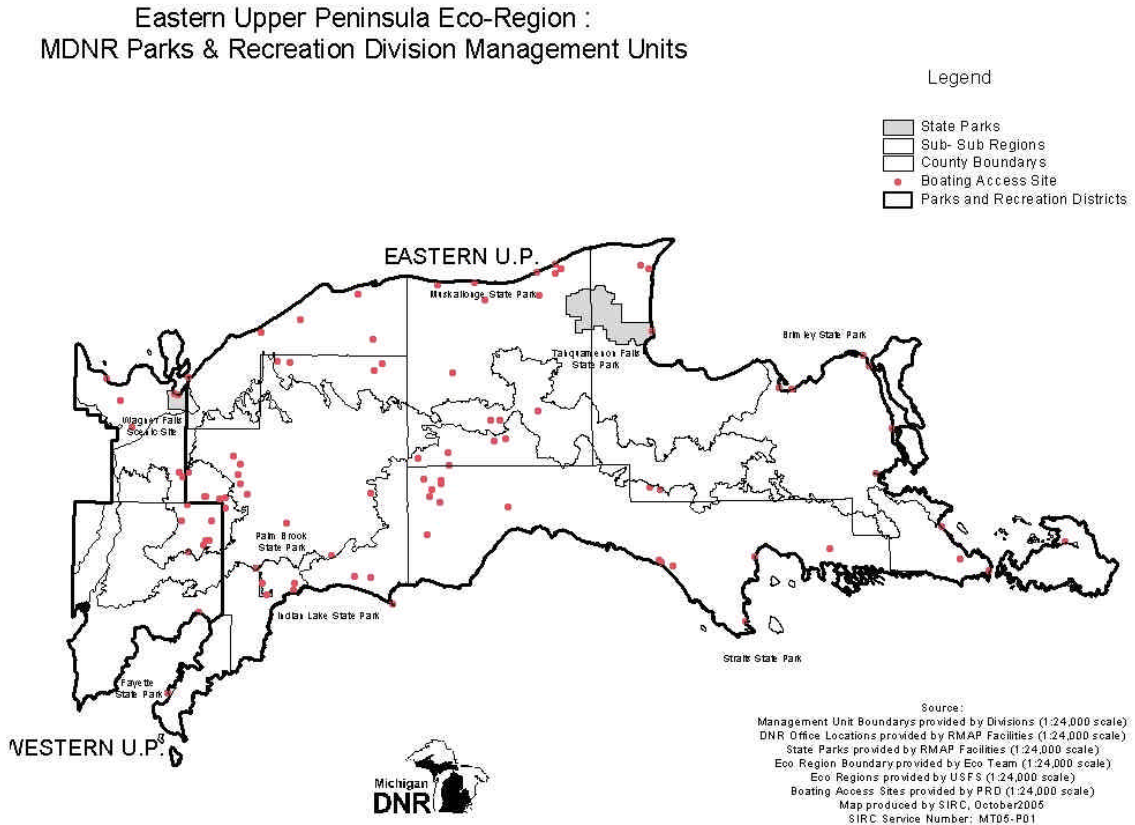 Eastern Upper Peninsula Eco-Region :
MDNR Parks & Recreation Division Management Units
Legend
State Parks
Sub- Sub Regions
County Boundarys
Boating Access Site
Parks and Recreation Districts
EASTERN U.P.
Muskallonge State Park
Brimley State Park
Tahquamenon Falls
State Park
Wagner Falls
Scenic Site
Palm Brook
State Park
Indian Lake State Park
Straits State Park
Fayette
State Park
WESTERN U.P.
Michigan
DNR
Source:
Management Unit Boundarys provided by Divisions (1:24,000 scale)
DNR Office Locations provided by RMAP Facilities (1:24,000 scale)
State Parks provided by RMAP Facilities (1:24,000 scale)
Eco Region Boundary provided by Eco Team (1:24,000 scale)
Eco Regions provided by USFS (1:24,000 scale)
Boating Access Sites provided by PRD (1:24,000 scale)
Map produced by SIRC, October2005
SIRC Service Number: MT05-P01